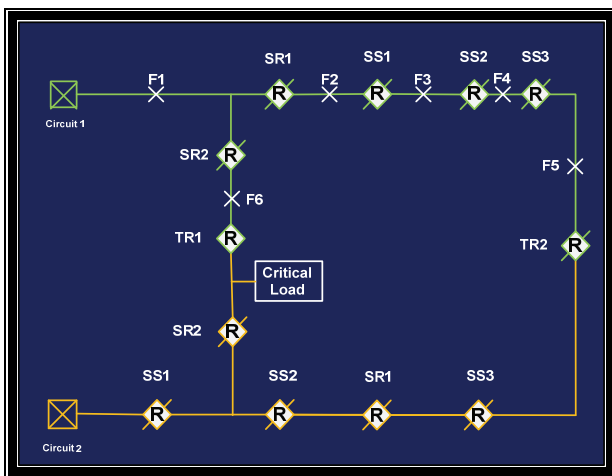 SR1
SS1
SS2
SS3
F1
F2
F3
F4
R
R
R
R
Circuit 1
SR2
R
F5
F6
TR1
R
TR2
R
Critical
Load
SR2
R
SS1
SS2
SR1
SS3
R
R
R
R
Circuit 2